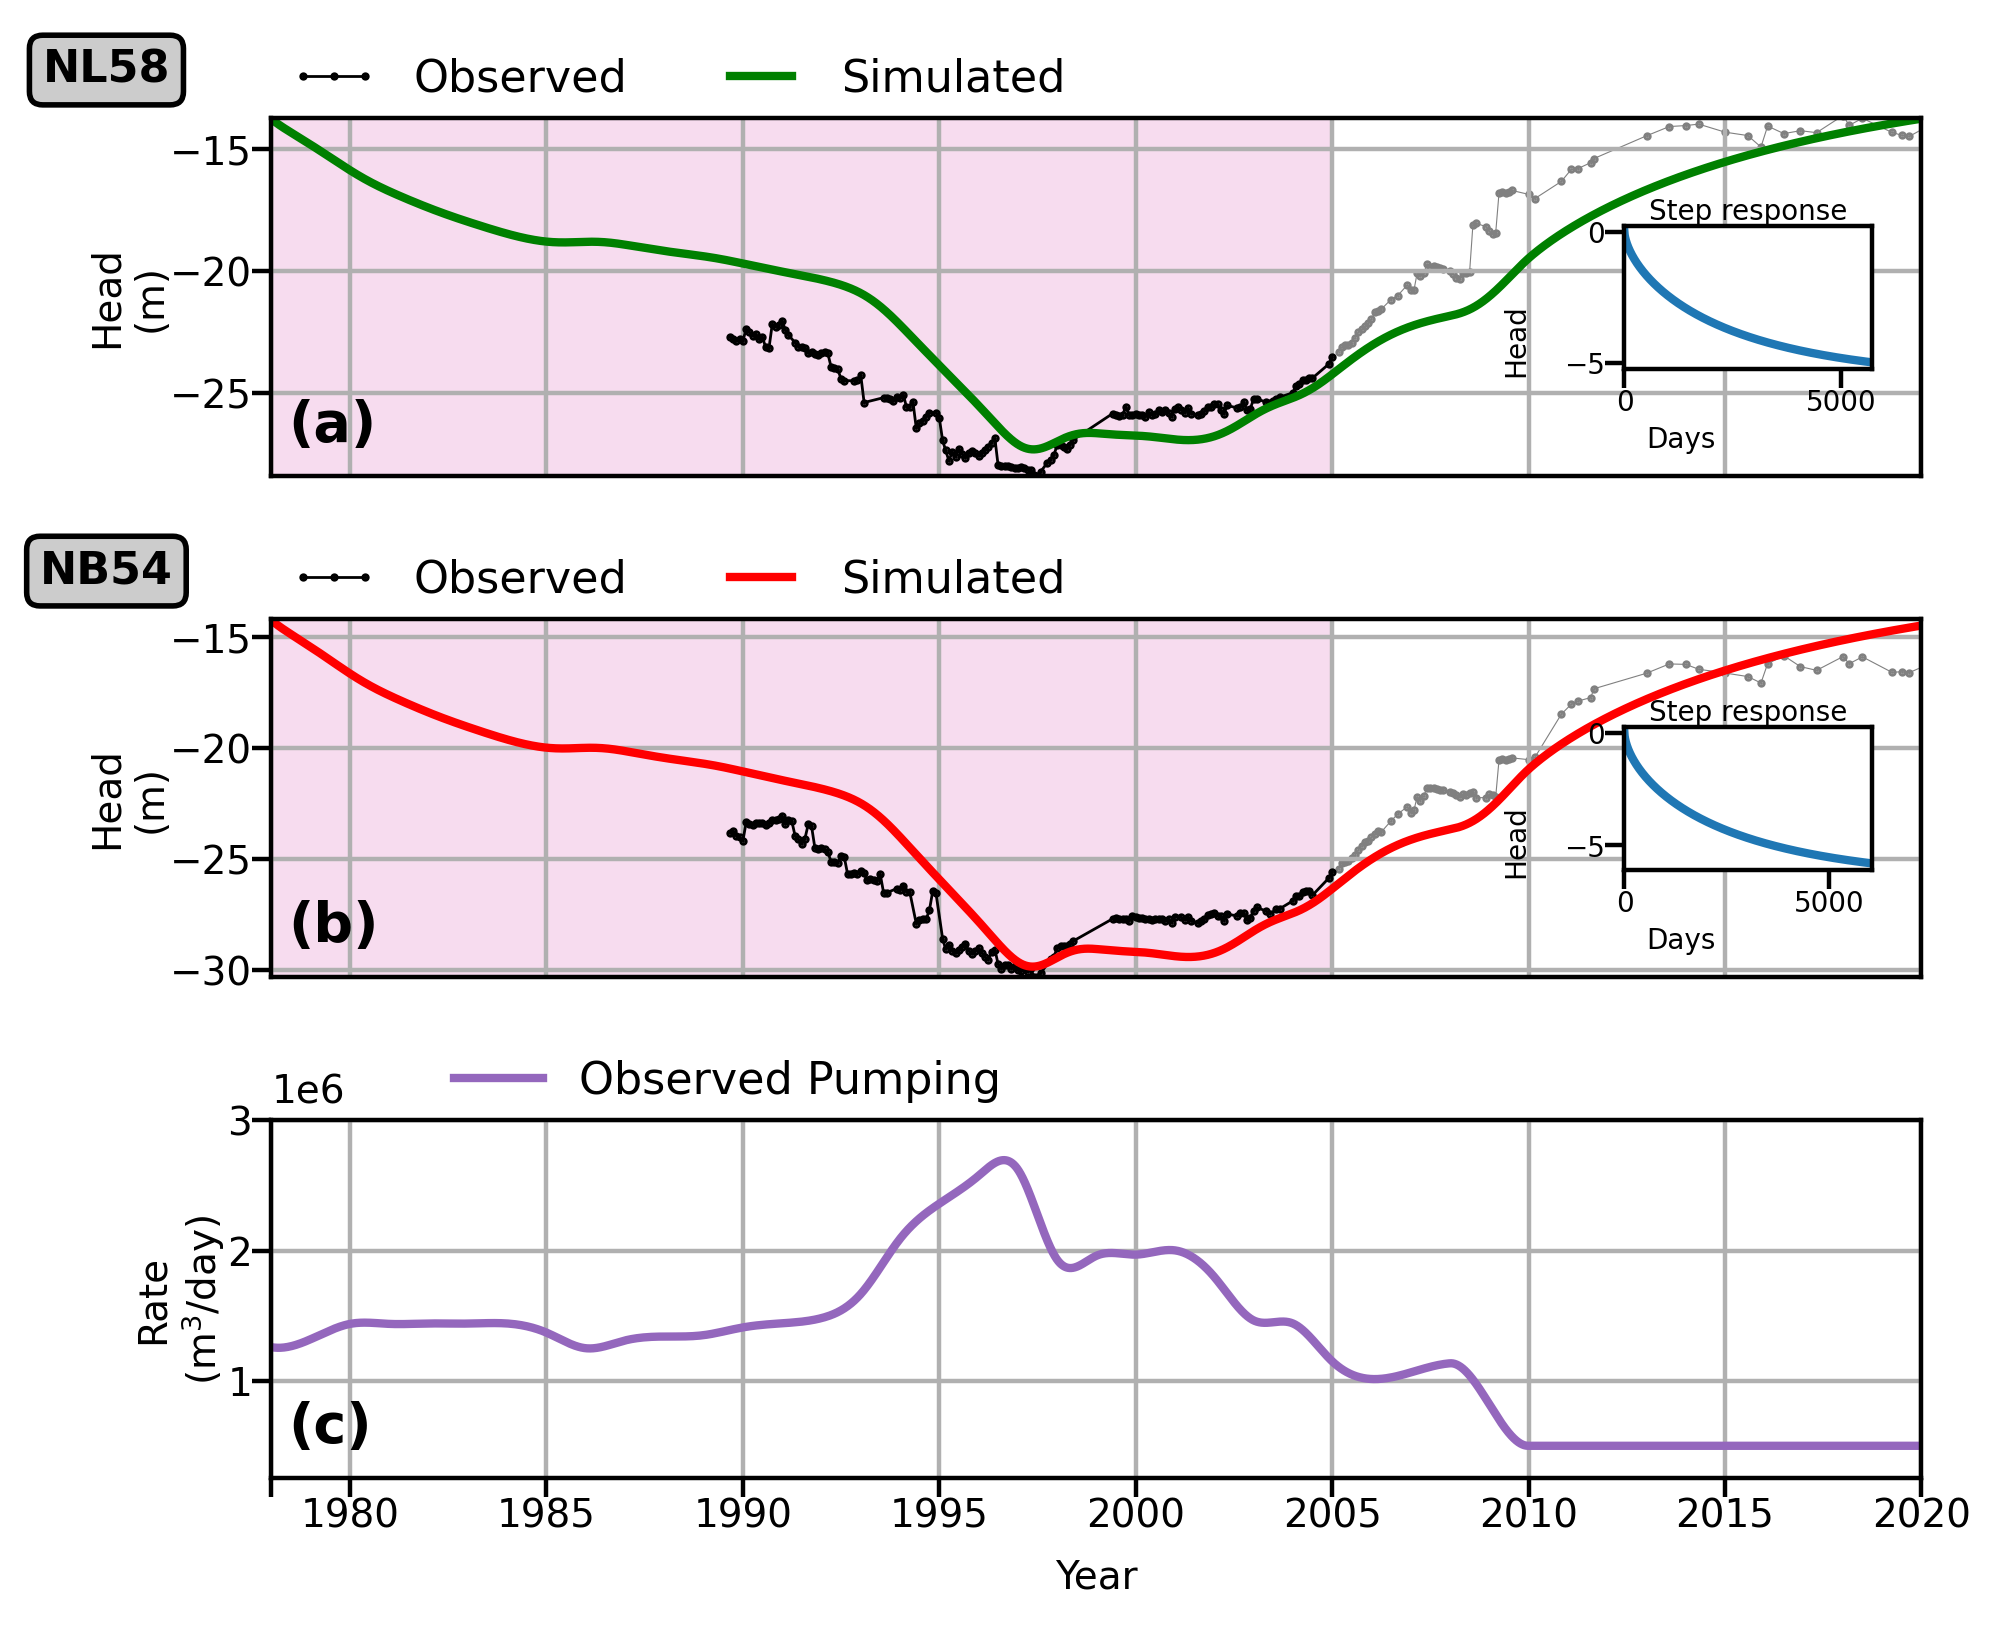 NL58
Observed Simulated
−15
−20
−25
Head
(m)
(a)
Step response
0
−5
Head
0 5000
Days
NB54
Observed Simulated
−15
−20
−25
−30
Head
(m)
(b)
Step response
0
−5
Head
0 5000
Days
1e6
Observed Pumping
3
2
1
Rate
(m³/day)
(c)
1980 1985 1990 1995 2000 2005 2010 2015 2020
Year